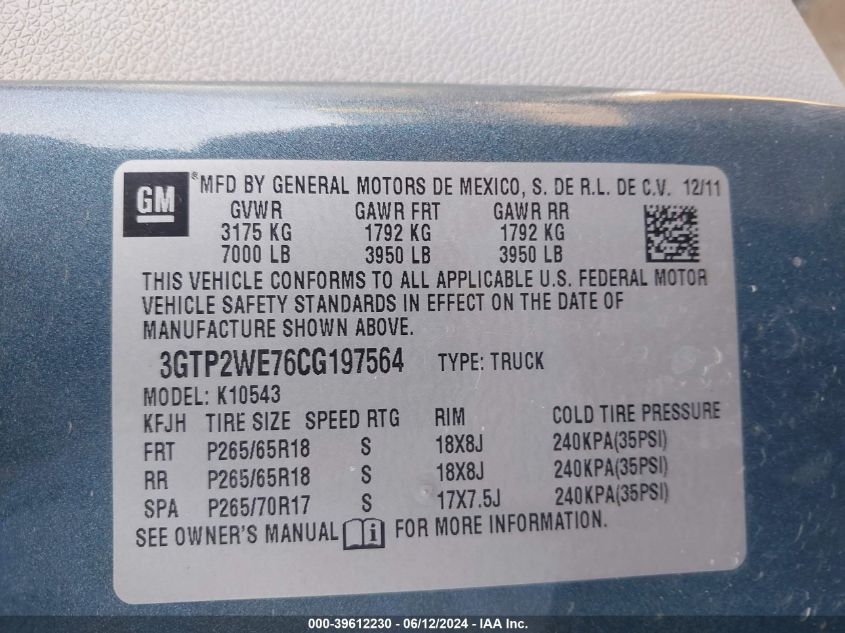 GM ®MFD BY GENERAL MOTORS DE MEXICO, S. DE R.L. DE C.V. 12/11
GVWR GAWR FRT GAWR RR
3175 KG 1792 KG 1792 KG
7000 LB 3950 LB 3950 LB
THIS VEHICLE CONFORMS TO ALL APPLICABLE U.S. FEDERAL MOTOR
VEHICLE SAFETY STANDARDS IN EFFECT ON THE DATE OF
MANUFACTURE SHOWN ABOVE.
3GTP2WE76CG197564 TYPE: TRUCK
MODEL: K10543
KFJH TIRE SIZE SPEED RTG RIM COLD TIRE PRESSURE
FRT P265/65R18 S 18X8J 240KPA(35PSI)
RR P265/65R18 S 18X8J 240KPA(35PSI)
SPA P265/70R17 S 17X7.5J 240KPA(35PSI)
SEE OWNER'S MANUAL i FOR MORE INFORMATION.
000-39612230 - 06/12/2024 - IAA Inc.